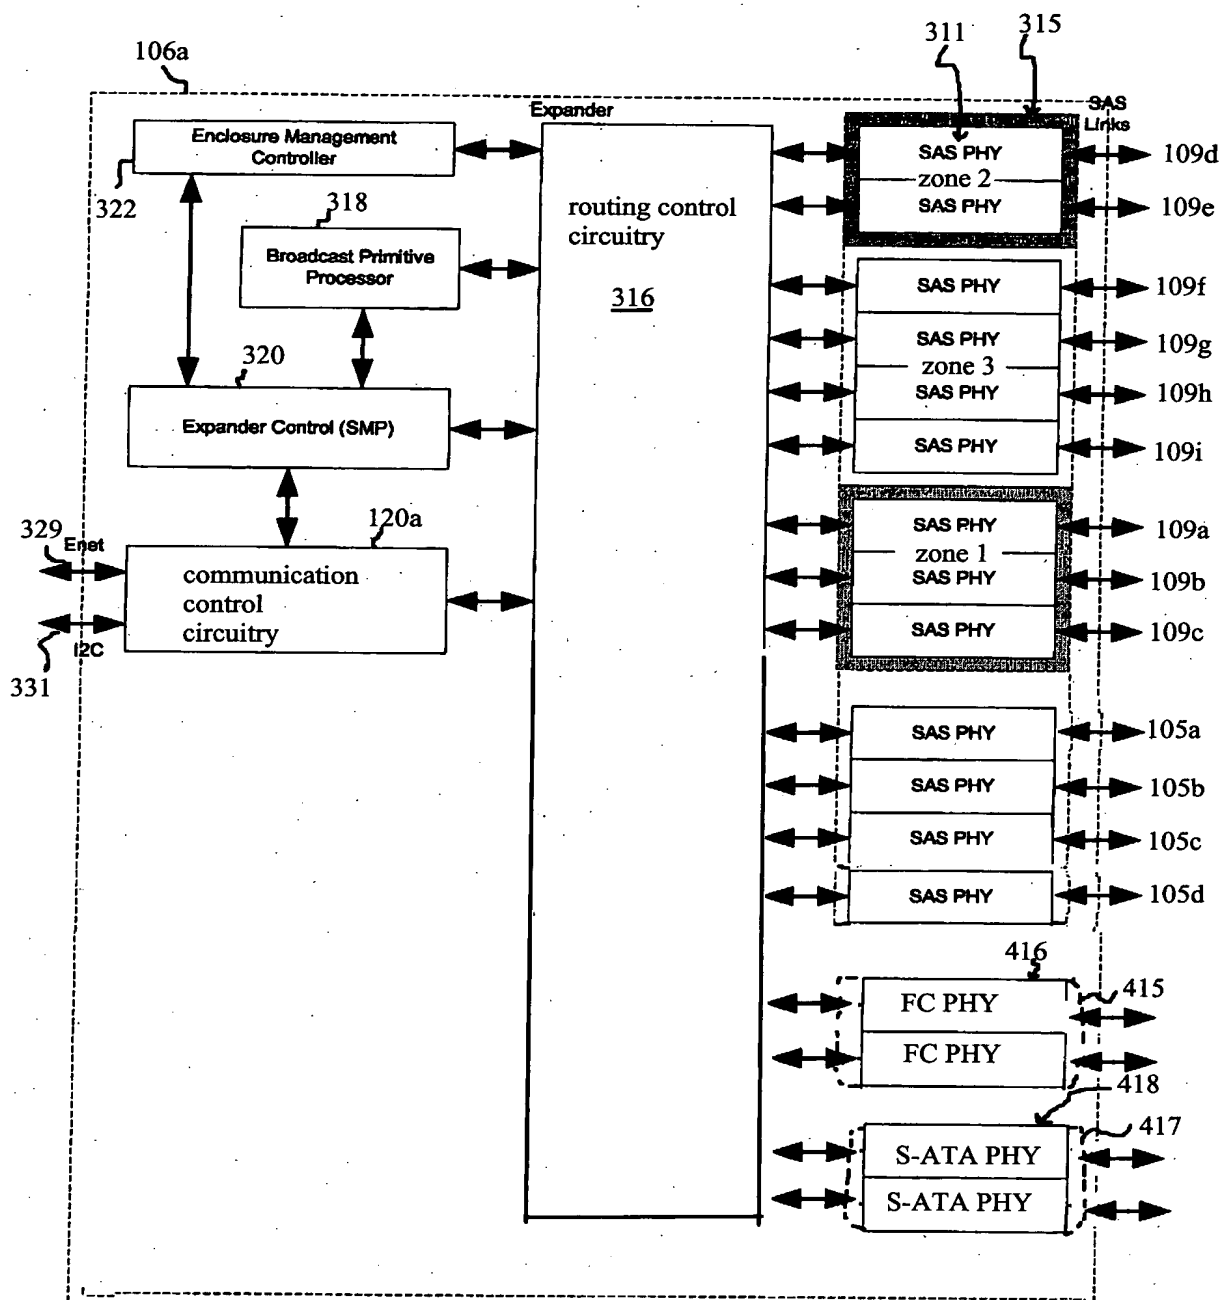 311
315
106a
Expander
SAS
Links
Enclosure Management
Controller
322
318
Broadcast Primitive
Processor
320
Expander Control (SMP)
120a
329
Enet
communication
control
circuitry
I2C
331
routing control
circuitry
316
SAS PHY
109d
zone 2
SAS PHY
109e
SAS PHY
109f
SAS PHY
109g
zone 3
SAS PHY
109h
SAS PHY
109i
SAS PHY
109a
zone 1
SAS PHY
109b
SAS PHY
109c
SAS PHY
105a
SAS PHY
105b
SAS PHY
105c
SAS PHY
105d
416
FC PHY
415
FC PHY
418
417
S-ATA PHY
S-ATA PHY